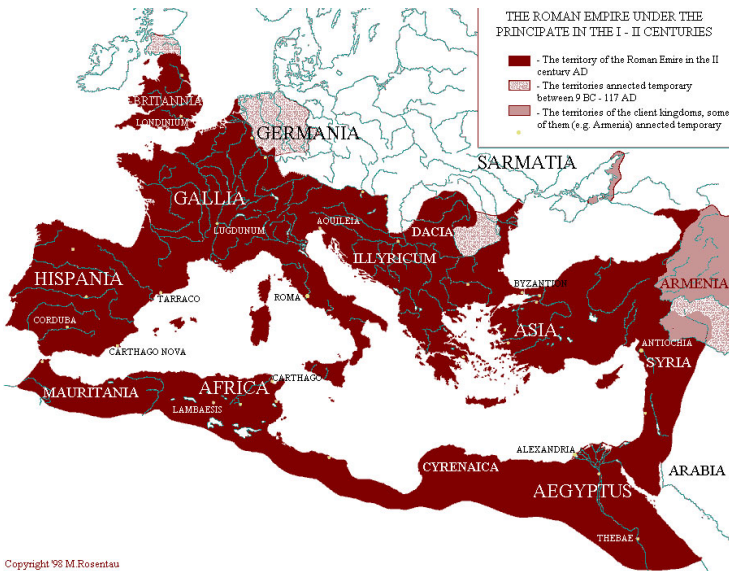 THE ROMAN EMPIRE UNDER THE
PRINCIPATE IN THE I - II CENTURIES
- The territory of the Roman Emire in the II
century AD
- The territories annected temporary
between 9 BC - 117 AD
- The territories of the client kingdoms, some
of them (e.g. Armenia) annected temporary
BRITANNIA
LONDINIUM
GERMANIA
SARMATIA
GALLIA
LUGDUNUM
AQUILEIA
DACIA
ILLYRICUM
HISPANIA
TARRACO
ROMA
BYZANTION
ARMENIA
CORDUBA
ASIA
CARTHAGO NOVA
ANTIOCHIA
SYRIA
MAURITANIA
AFRICA
CARTHAGO
LAMBAESIS
ALEXANDRIA
CYRENAICA
ARABIA
AEGYPTUS
THEBAE
Copyright '98 M.Rosentau